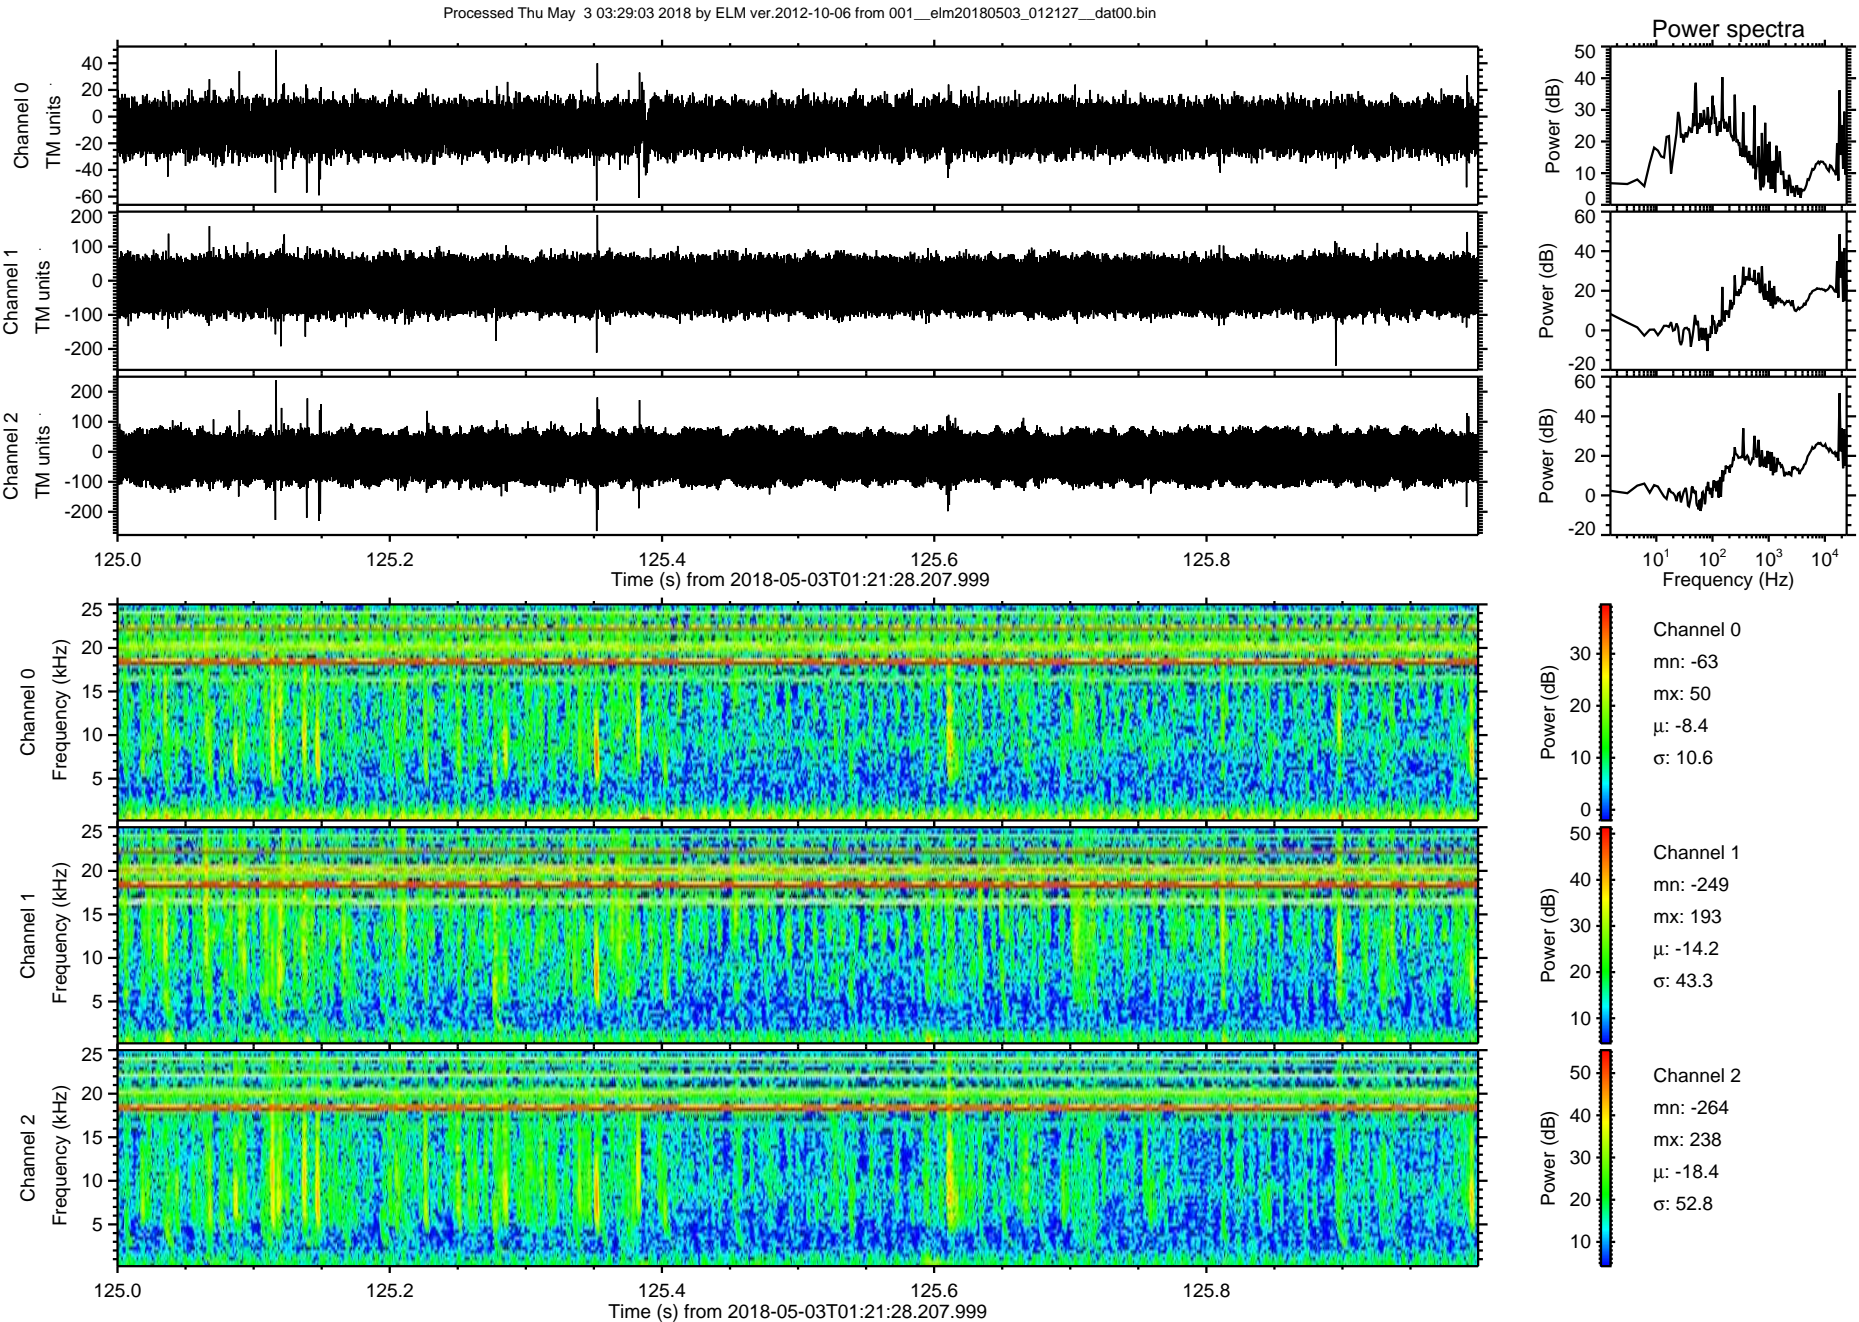 Processed Thu May  3 03:29:03 2018 by ELM ver.2012-10-06 from 001__elm20180503_012127__dat00.bin
Power spectra
Channel 0
TM units
40
20
0
-20
-40
-60
Power (dB)
50
40
30
20
10
0
Channel 1
TM units
200
100
0
-100
-200
Power (dB)
60
40
20
0
-20
Channel 2
TM units
200
100
0
-100
-200
Power (dB)
60
40
20
0
-20
125.0
125.2
125.4
125.6
125.8
Time (s) from 2018-05-03T01:21:28.207.999
10^1
10^2
10^3
10^4
Frequency (Hz)
Channel 0
Frequency (kHz)
25
20
15
10
5
Power (dB)
30
20
10
0
Channel 0
mn: -63
mx: 50
μ: -8.4
σ: 10.6
Channel 1
Frequency (kHz)
25
20
15
10
5
Power (dB)
50
40
30
20
10
Channel 1
mn: -249
mx: 193
μ: -14.2
σ: 43.3
Channel 2
Frequency (kHz)
25
20
15
10
5
Power (dB)
50
40
30
20
10
Channel 2
mn: -264
mx: 238
μ: -18.4
σ: 52.8
125.0
125.2
125.4
125.6
125.8
Time (s) from 2018-05-03T01:21:28.207.999